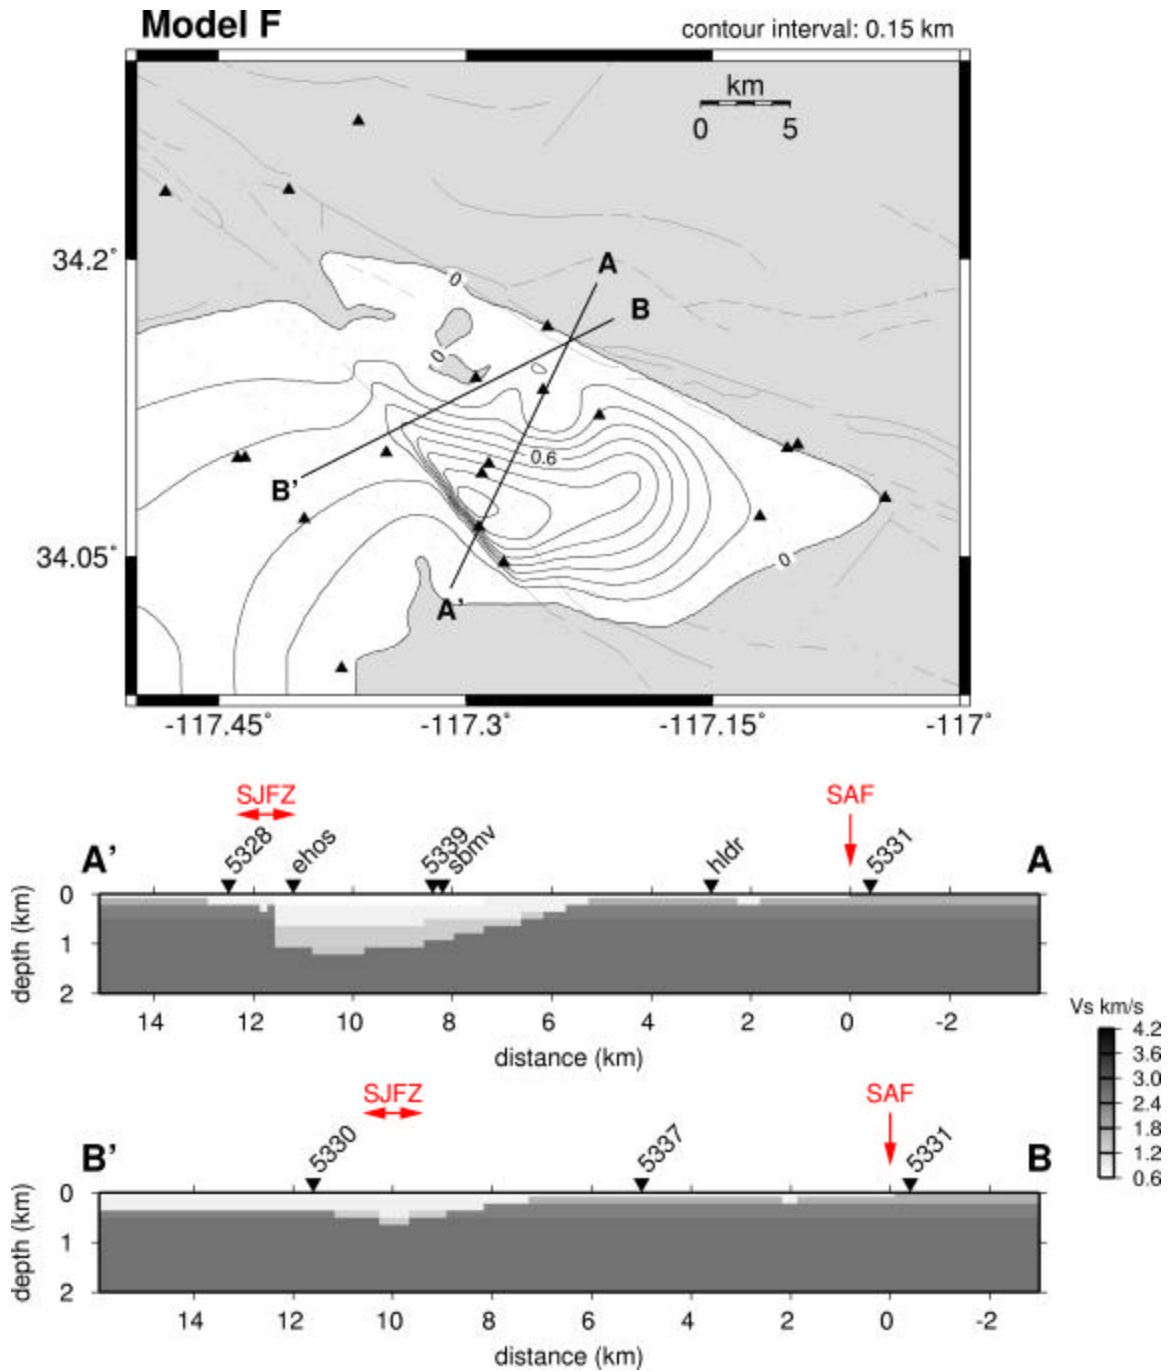 Model F
contour interval: 0.15 km
km
0 5
34.2°
34.05°
0
A
B
0
0.6
B'
0
A'
-117.45° -117.3° -117.15° -117°
SJFZ SAF
A' 5328 ehos 5339 sbmv hldr 5331 A
depth (km)
0
1
2
14 12 10 8 6 4 2 0 -2
distance (km)
Vs km/s
4.2
3.6
3.0
2.4
1.8
1.2
0.6
SJFZ SAF
B' 5330 5337 5331 B
depth (km)
0
1
2
14 12 10 8 6 4 2 0 -2
distance (km)